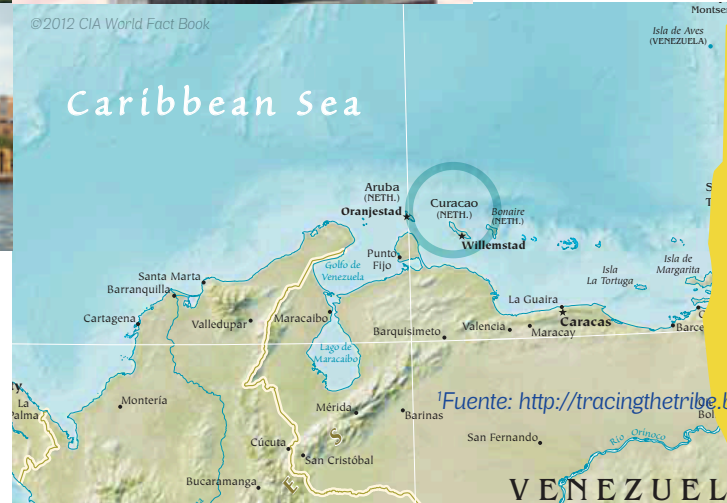 ©2012 CIA World Fact Book
Montse
Isla de Aves
(VENEZUELA)
Caribbean Sea
Aruba
(NETH.)
Oranjestad
Curacao
(NETH.)
Bonaire
(NETH.)
Willemstad
Punto
Fijo
Golfo de
Venezuela
Santa Marta
Barranquilla
Cartagena
Valledupar
Maracaibo
Lago de
Maracaibo
Barquisimeto
Valencia
Maracay
La Guaira
Caracas
Isla
La Tortuga
Isla de
Margarita
Barce
La
Palma
Montería
Mérida
Barinas
¹Fuente: http://tracingthetribe.b
Bol
San Fernando
Río Orinoco
Cúcuta
San Cristóbal
Bucaramanga
VENEZUEL